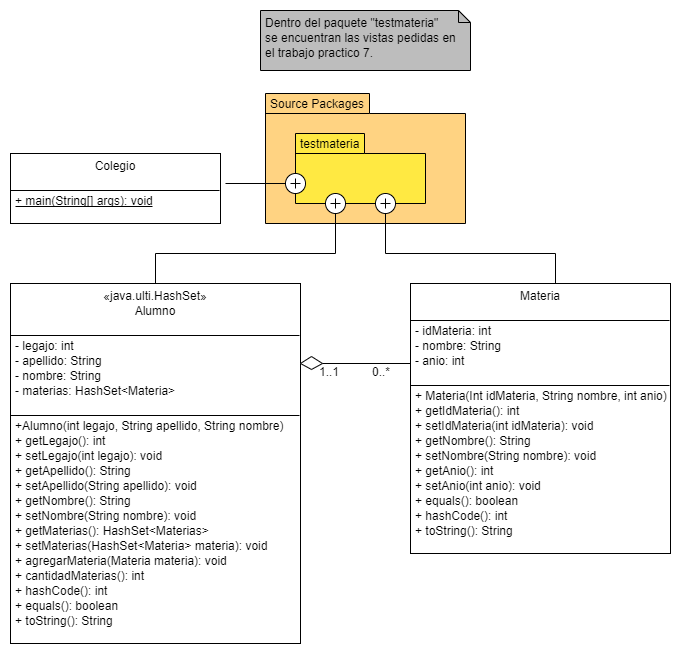 Dentro del paquete "testmateria"
se encuentran las vistas pedidas en
el trabajo practico 7.
Source Packages
testmateria
Colegio
+ main(String[] args): void
«java.ulti.HashSet»
Alumno
- legajo: int
- apellido: String
- nombre: String
- materias: HashSet<Materia>
+Alumno(int legajo, String apellido, String nombre)
+ getLegajo(): int
+ setLegajo(int legajo): void
+ getApellido(): String
+ setApellido(String apellido): void
+ getNombre(): String
+ setNombre(String nombre): void
+ getMaterias(): HashSet<Materias>
+ setMaterias(HashSet<Materia> materia): void
+ agregarMateria(Materia materia): void
+ cantidadMaterias(): int
+ hashCode(): int
+ equals(): boolean
+ toString(): String
1..1
0..*
Materia
- idMateria: int
- nombre: String
- anio: int
+ Materia(Int idMateria, String nombre, int anio)
+ getIdMateria(): int
+ setIdMateria(int idMateria): void
+ getNombre(): String
+ setNombre(String nombre): void
+ getAnio(): int
+ setAnio(int anio): void
+ equals(): boolean
+ hashCode(): int
+ toString(): String